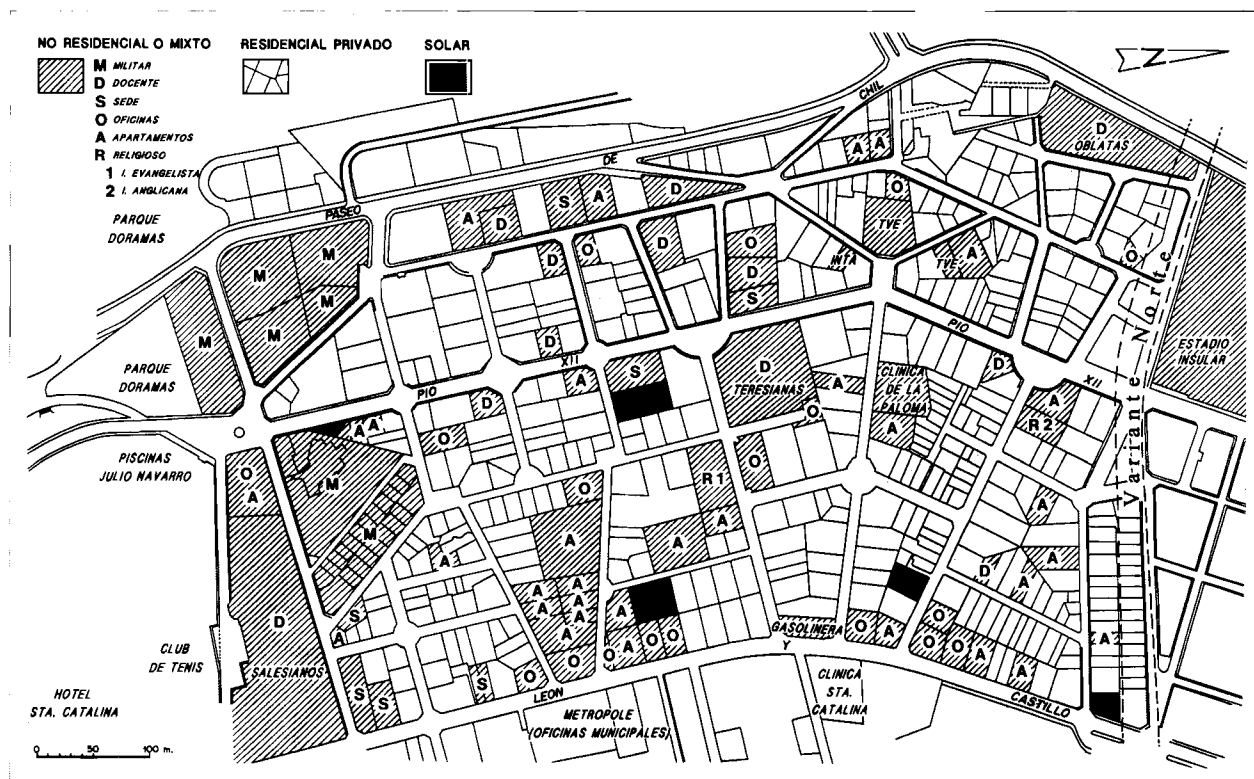 NO RESIDENCIAL O MIXTO
M MILITAR
D DOCENTE
S SEDE
O OFICINAS
A APARTAMENTOS
R RELIGIOSO
1 I. EVANGELISTA
2 I. ANGLICANA
RESIDENCIAL PRIVADO
SOLAR
N
PARQUE
DORAMAS
PASEO
DE
CHIL
D
OBLATAS
A A
O
TVE
TVE A
INTA
O
A D
S A
D
M
M
M
M
M
D O
D
O
D
S
D
PARQUE
DORAMAS
PIO
XII
PIO
XII
ESTADIO
INSULAR
Variante Norte
S
A
D
D
TERESIANAS
A
CLINICA
DE LA
PALOMA
A
D
A
R 2
O
PISCINAS
JULIO NAVARRO
A A
O
A
M
M
O
O
R 1
A
O
A
A
A
A
D
A
A
A
A
A
A
A
A
A
A
S
A
D
SALESIANOS
CLUB
DE TENIS
S
S
S
O
O O
O A O O
GASOLINERA
O A
O
O O A
A
A
LEON
Y
CASTILLO
HOTEL
STA. CATALINA
METROPOLE
(OFICINAS MUNICIPALES)
CLINICA
STA.
CATALINA
0 50 100 m.